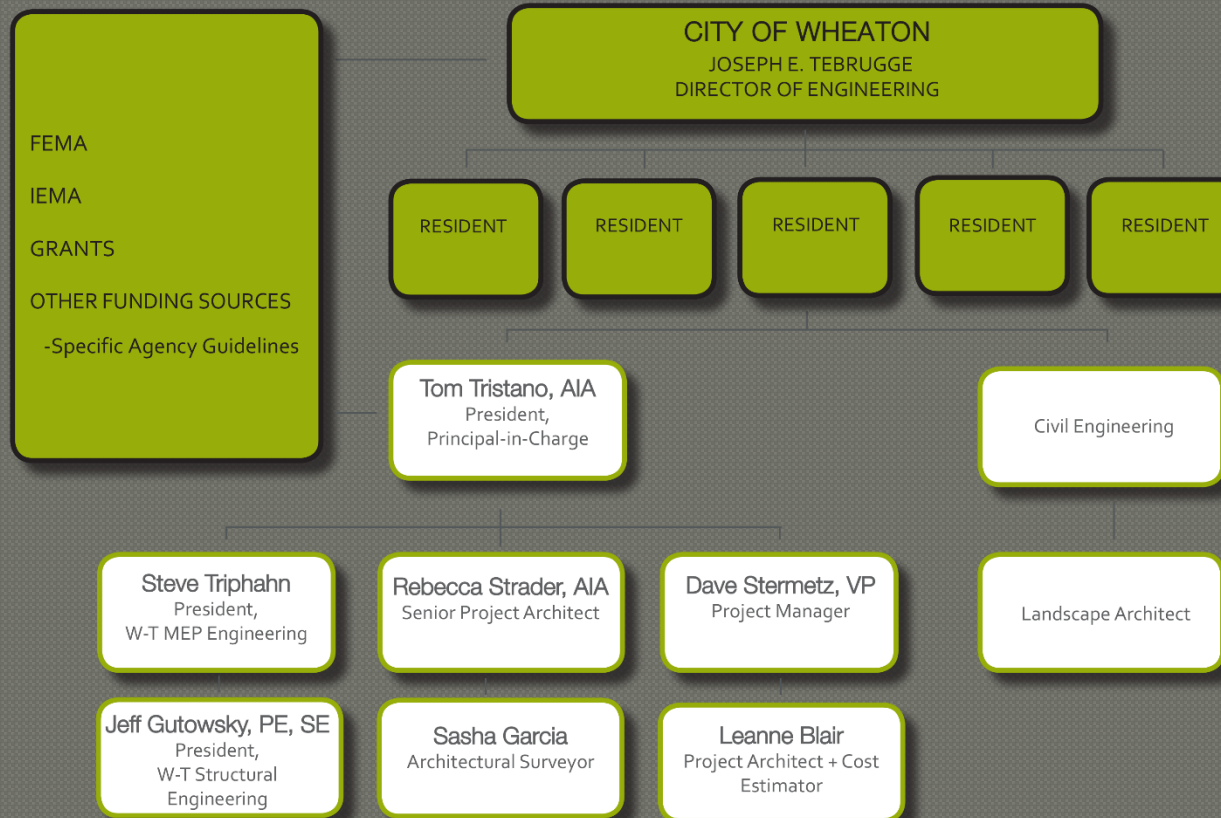 FEMA
IEMA
GRANTS
OTHER FUNDING SOURCES
-Specific Agency Guidelines
CITY OF WHEATON
JOSEPH E. TEBRUGGE
DIRECTOR OF ENGINEERING
RESIDENT
RESIDENT
RESIDENT
RESIDENT
RESIDENT
Tom Tristano, AIA
President,
Principal-in-Charge
Civil Engineering
Steve Triphahn
President,
W-T MEP Engineering
Rebecca Strader, AIA
Senior Project Architect
Dave Stermetz, VP
Project Manager
Landscape Architect
Jeff Gutowsky, PE, SE
President,
W-T Structural
Engineering
Sasha Garcia
Architectural Surveyor
Leanne Blair
Project Architect + Cost
Estimator